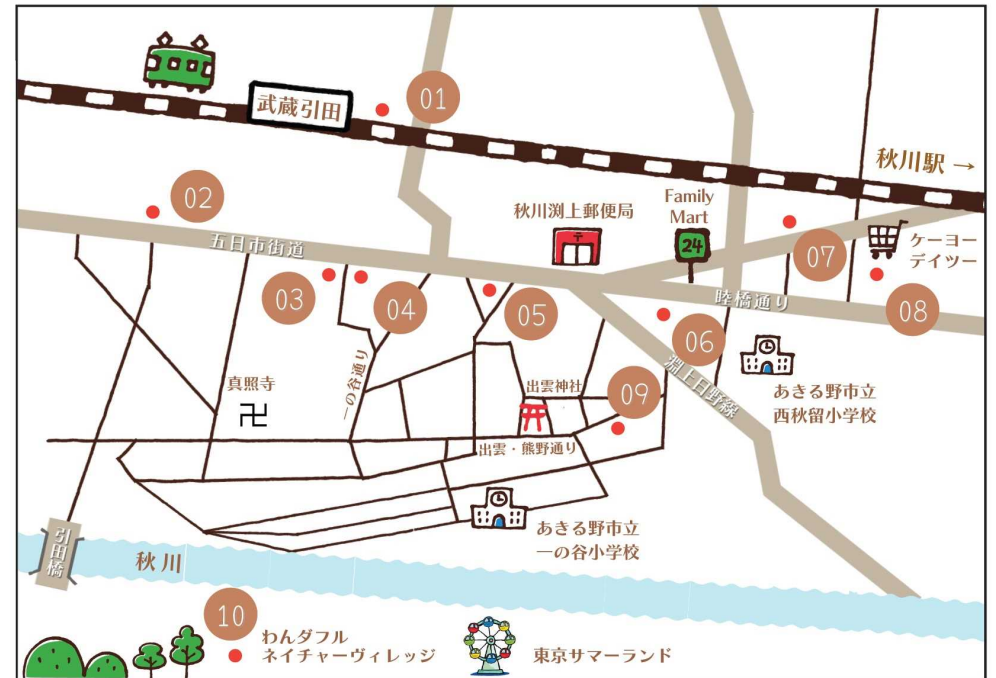 01
武蔵引田
秋川駅 →
02
秋川渕上郵便局
Family
Mart
24
07
ケーヨー
デイツー
五日市街道
03
04
05
睦橋通り
08
06
一の谷通り
渕上日野線
真照寺
卍
出雲神社
09
あきる野市立
西秋留小学校
出雲・熊野通り
引田橋
あきる野市立
一の谷小学校
秋川
10
わんダフル
ネイチャーヴィレッジ
東京サマーランド